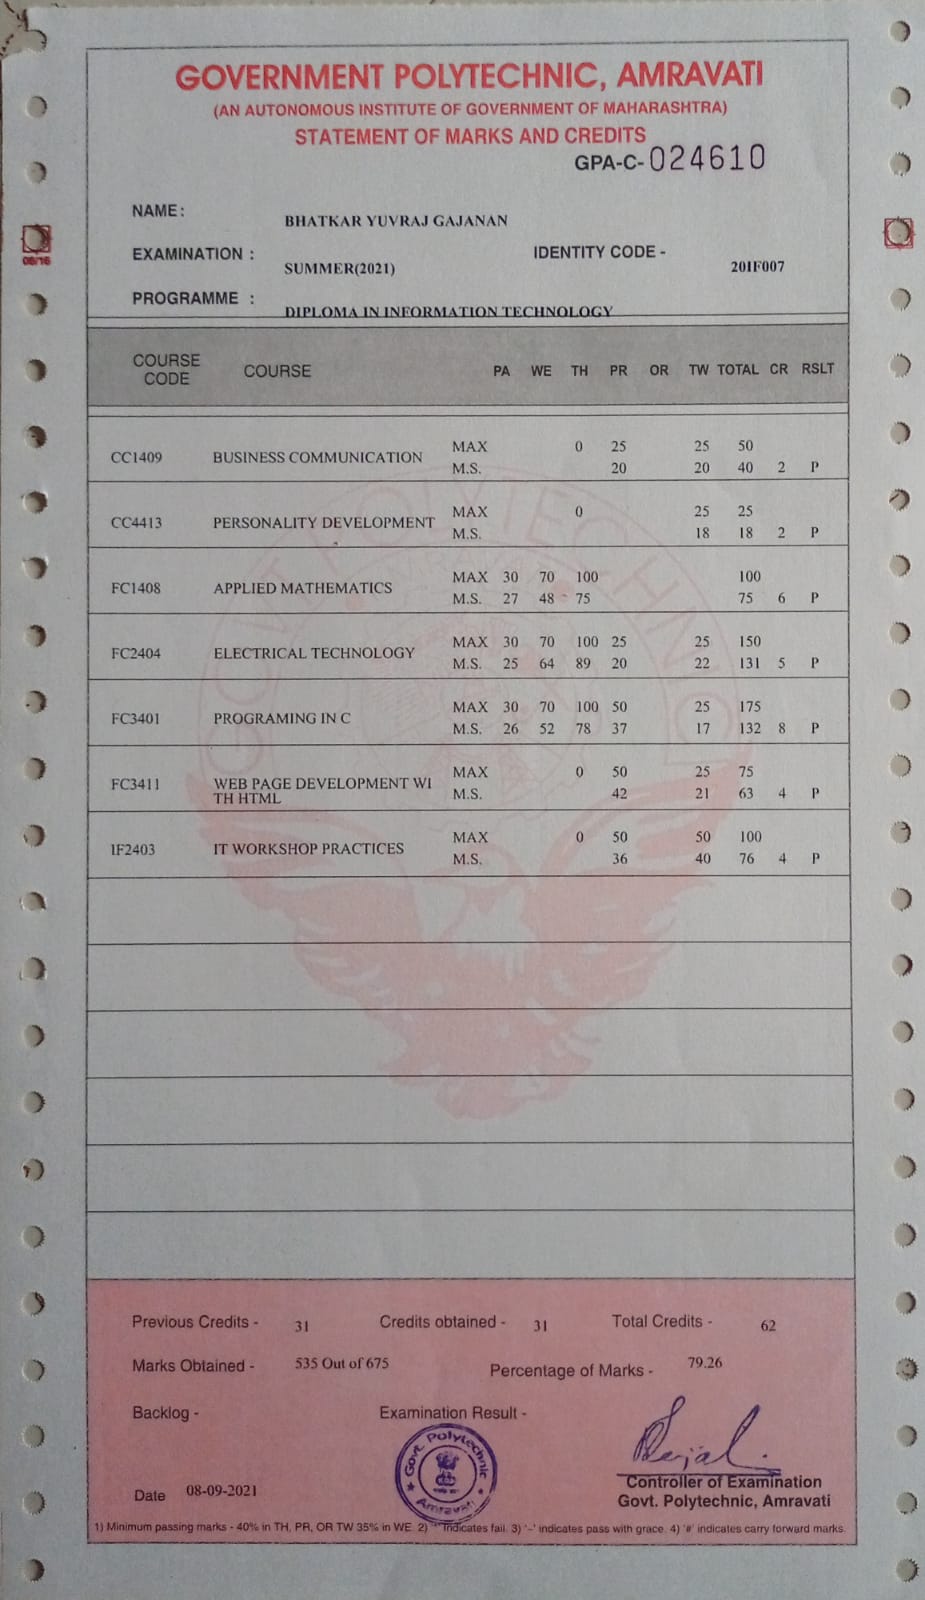 GOVERNMENT POLYTECHNIC, AMRAVATI
(AN AUTONOMOUS INSTITUTE OF GOVERNMENT OF MAHARASHTRA)
STATEMENT OF MARKS AND CREDITS
GPA-C-024610
NAME: BHATKAR YUVRAJ GAJANAN
EXAMINATION : SUMMER(2021) IDENTITY CODE - 20IF007
PROGRAMME : DIPLOMA IN INFORMATION TECHNOLOGY
COURSE CODE COURSE PA WE TH PR OR TW TOTAL CR RSLT
MAX 0 25 25 50
CC1409 BUSINESS COMMUNICATION
M.S. 20 20 40 2 P
MAX 0 25 25
CC4413 PERSONALITY DEVELOPMENT
M.S. 18 18 2 P
MAX 30 70 100 100
FC1408 APPLIED MATHEMATICS
M.S. 27 48 75 75 6 P
MAX 30 70 100 25 25 150
FC2404 ELECTRICAL TECHNOLOGY
M.S. 25 64 89 20 22 131 5 P
MAX 30 70 100 50 25 175
FC3401 PROGRAMING IN C
M.S. 26 52 78 37 17 132 8 P
MAX 0 50 25 75
FC3411 WEB PAGE DEVELOPMENT WI
M.S. 42 21 63 4 P
TH HTML
MAX 0 50 50 100
IF2403 IT WORKSHOP PRACTICES
M.S. 36 40 76 4 P
Previous Credits - 31 Credits obtained - 31 Total Credits - 62
Marks Obtained - 535 Out of 675 Percentage of Marks - 79.26
Backlog - Examination Result -
Govt. Polytechnic
Amravati
Controller of Examination
Date 08-09-2021 Govt. Polytechnic, Amravati
1) Minimum passing marks - 40% in TH, PR, OR TW 35% in WE. 2) indicates fail. 3) '-' indicates pass with grace. 4) '#' indicates carry forward marks.